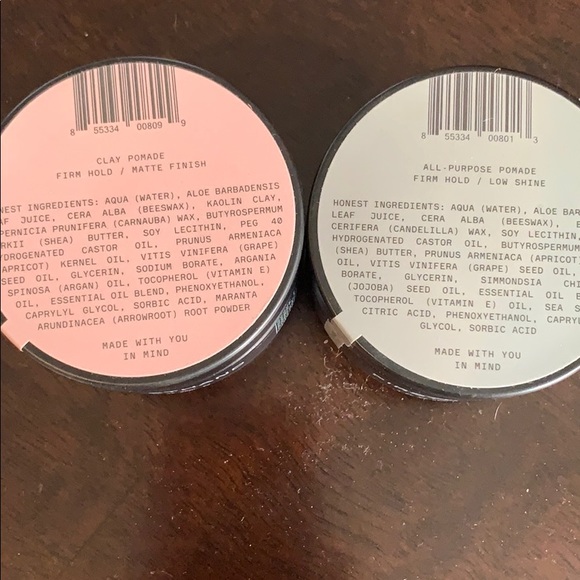 8 55334 00809 9
CLAY POMADE
FIRM HOLD / MATTE FINISH
HONEST INGREDIENTS: AQUA (WATER), ALOE BARBADENSIS
LEAF JUICE, CERA ALBA (BEESWAX), KAOLIN CLAY,
PERNICIA PRUNIFERA (CARNAUBA) WAX, BUTYROSPERMUM
RKII (SHEA) BUTTER, SOY LECITHIN, PEG 40
HYDROGENATED CASTOR OIL, PRUNUS ARMENIACA
(APRICOT) KERNEL OIL, VITIS VINIFERA (GRAPE)
SEED OIL, GLYCERIN, SODIUM BORATE, ARGANIA
SPINOSA (ARGAN) OIL, TOCOPHEROL (VITAMIN E)
OIL, ESSENTIAL OIL BLEND, PHENOXYETHANOL,
CAPRYLYL GLYCOL, SORBIC ACID, MARANTA
ARUNDINACEA (ARROWROOT) ROOT POWDER
MADE WITH YOU
IN MIND
8 55334 00801 3
ALL-PURPOSE POMADE
FIRM HOLD / LOW SHINE
HONEST INGREDIENTS: AQUA (WATER), ALOE BARB
LEAF JUICE, CERA ALBA (BEE
CERIFERA (CANDELILLA) WAX, SOY LECITHIN,
HYDROGENATED CASTOR OIL, BUTYROSPERMUM
(SHEA) BUTTER, PRUNUS ARMENIACA (APRICOT)
OIL, VITIS VINIFERA (GRAPE) SEED OIL,
BORATE, GLYCERIN, SIMMONDSIA CHI
(JOJOBA) SEED OIL, ESSENTIAL OIL B
TOCOPHEROL (VITAMIN E) OIL, SEA S
CITRIC ACID, PHENOXYETHANOL, CAPRY
GLYCOL, SORBIC ACID
MADE WITH YOU
IN MIND